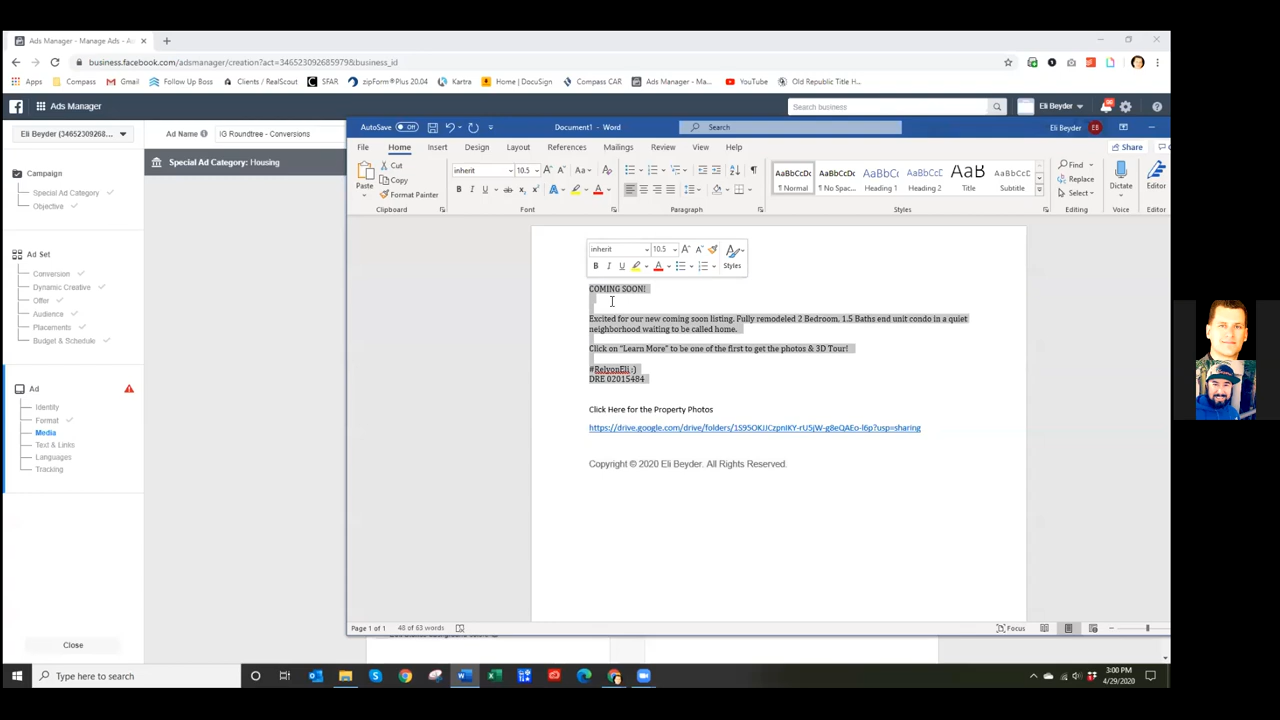 Ads Manager - Manage Ads - Ad
business.facebook.com/adsmanager/creation?act=346523092685979&business_id
Apps
Compass
Gmail
Follow Up Boss
Clients / RealScout
SFAR
zipForm®Plus 20.04
Kartra
Home | DocuSign
Compass CAR
Ads Manager - Ma...
YouTube
Old Republic Title H...
Ads Manager
Search business
Eli Beyder
Eli Beyder (34652309268...
Ad Name
IG Roundtree - Conversions
Special Ad Category: Housing
Campaign
Special Ad Category
Objective
Ad Set
Conversion
Dynamic Creative
Offer
Audience
Placements
Budget & Schedule
Ad
Identity
Format
Media
Text & Links
Languages
Tracking
Close
AutoSave Off
Document1 - Word
Search
Eli Beyder EB
File Home Insert Design Layout References Mailings Review View Help
Share
Paste
Cut
Copy
Format Painter
Clipboard
inherit 10.5
Font
Paragraph
AaBbCcDc AaBbCcDc AaBbCc AaBbCcD AaB AaBbCcD
¶ Normal ¶ No Spac... Heading 1 Heading 2 Title Subtitle
Styles
Find
Replace
Select
Editing
Dictate
Voice
Editor
Editor
inherit 10.5
Styles
COMING SOON!
Excited for our new coming soon listing. Fully remodeled 2 Bedroom, 1.5 Baths end unit condo in a quiet
neighborhood waiting to be called home.
Click on “Learn More” to be one of the first to get the photos & 3D Tour!
#RelyonEli :)
DRE 02015484
Click Here for the Property Photos
https://drive.google.com/drive/folders/1S95OKJJCzpnIKY-rU5jW-g8eQAEo-l6p?usp=sharing
Copyright © 2020 Eli Beyder. All Rights Reserved.
Page 1 of 1
48 of 63 words
Focus
Type here to search
3:00 PM
4/29/2020